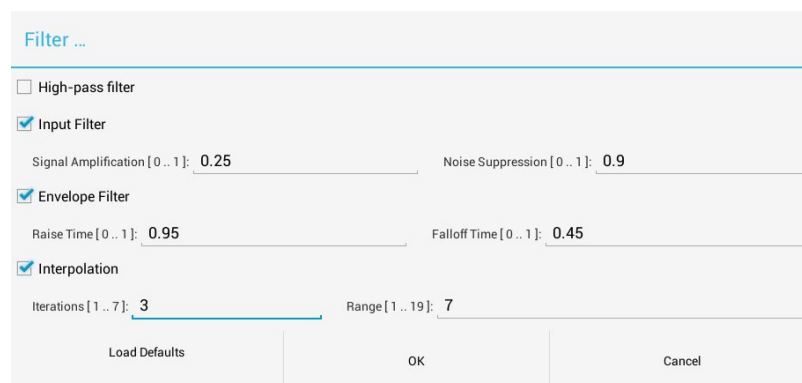 Filter ...
High-pass filter
Input Filter
Signal Amplification [ 0 .. 1 ]: 0.25 Noise Suppression [ 0 .. 1 ]: 0.9
Envelope Filter
Raise Time [ 0 .. 1 ]: 0.95 Falloff Time [ 0 .. 1 ]: 0.45
Interpolation
Iterations [ 1 .. 7 ]: 3 Range [ 1 .. 19 ]: 7
Load Defaults OK Cancel